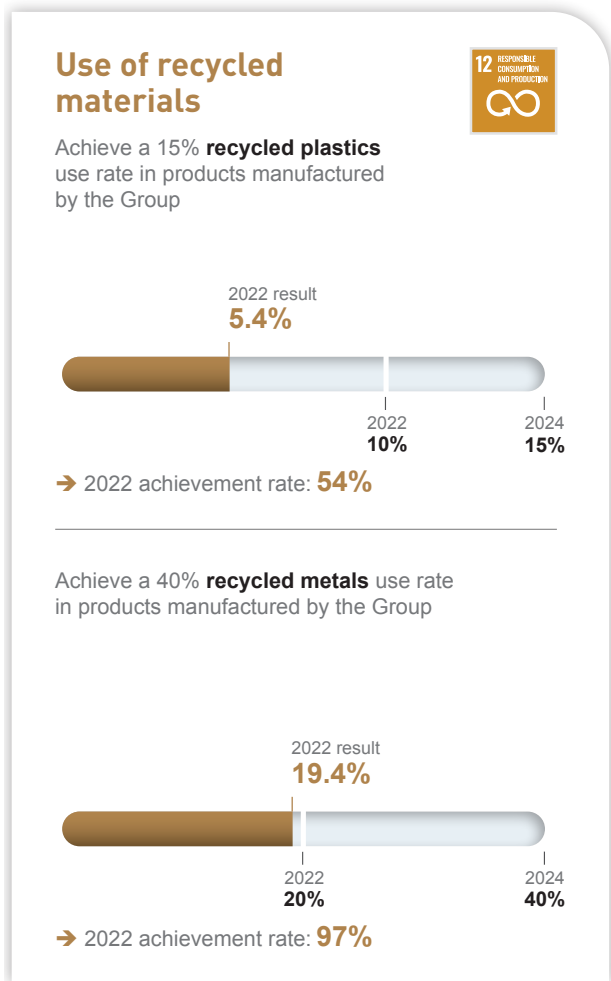 Use of recycled
materials
12 RESPONSIBLE
CONSUMPTION
AND PRODUCTION
Achieve a 15% recycled plastics
use rate in products manufactured
by the Group
2022 result
5.4%
2022
10%
2024
15%
➔ 2022 achievement rate: 54%
Achieve a 40% recycled metals use rate
in products manufactured by the Group
2022 result
19.4%
2022
20%
2024
40%
➔ 2022 achievement rate: 97%